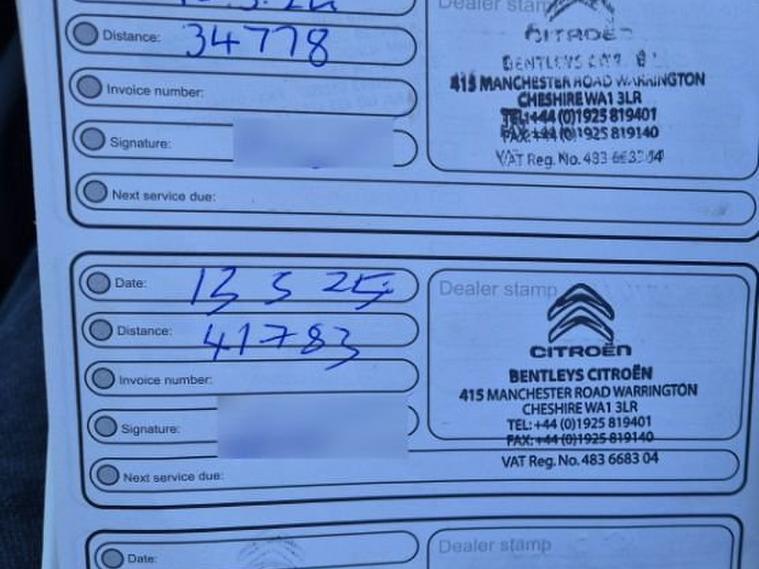 Dealer stamp
Distance: 34778
CITROËN
Invoice number:
415 MANCHESTER ROAD WARRINGTON
CHESHIRE WA1 3LR
TEL: +44 (0)1925 819401
Signature:
FAX: +44 (0)1925 819140
VAT Reg. No. 483
Next service due:
Date: 13 5 25
Dealer stamp
Distance: 41783
CITROËN
Invoice number:
BENTLEYS CITROËN
415 MANCHESTER ROAD WARRINGTON
CHESHIRE WA1 3LR
Signature:
TEL: +44 (0)1925 819401
FAX: +44 (0)1925 819140
VAT Reg. No. 483 6683 04
Next service due:
Date:
Dealer stamp